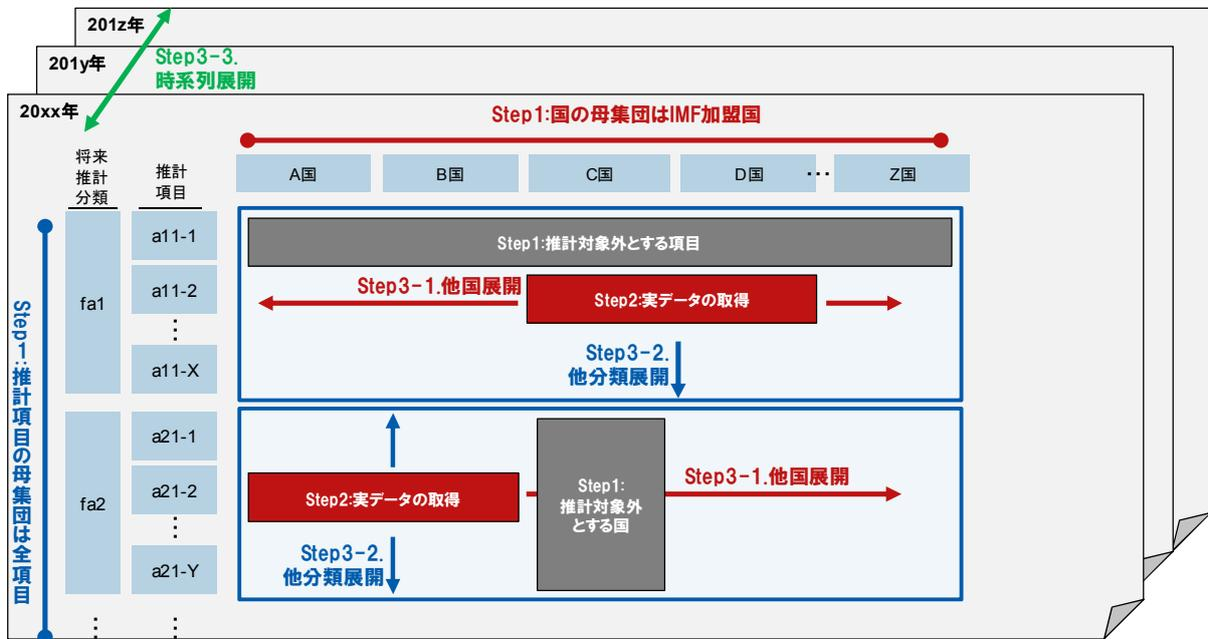 201z年
201y年
Step3-3.
時系列展開
20xx年
Step1:国の母集団はIMF加盟国
将来
推計
分類
推計
項目
A国
B国
C国
D国
…
Z国
Step1:推計項目の母集団は全項目
fa1
a11-1
a11-2
⋮
a11-X
Step1:推計対象外とする項目
Step3-1.他国展開
Step2:実データの取得
Step3-2.
他分類展開
fa2
a21-1
a21-2
⋮
a21-Y
Step2:実データの取得
Step1:
推計対象外
とする国
Step3-1.他国展開
Step3-2.
他分類展開
⋮
⋮